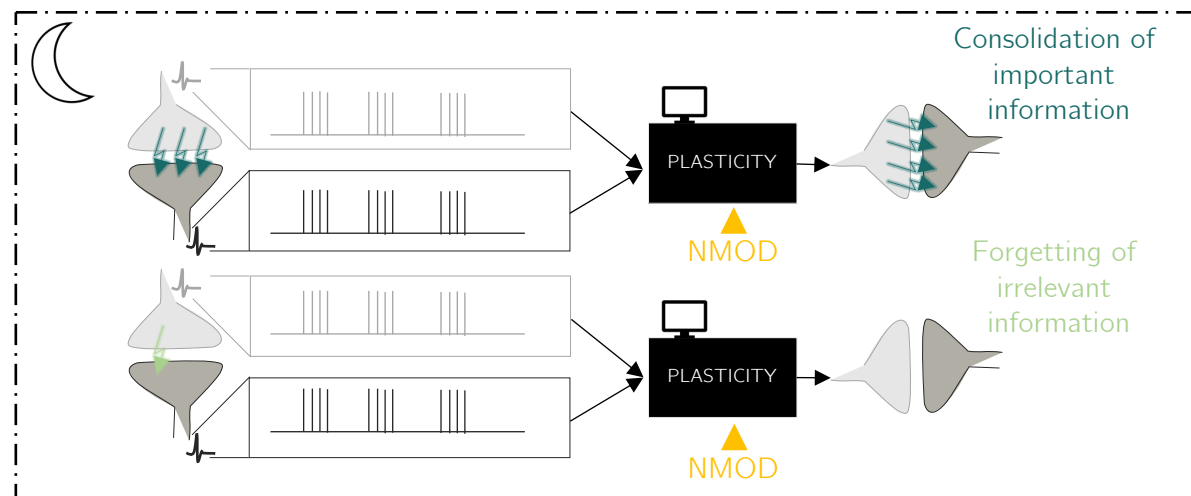 Consolidation of
important
information
PLASTICITY
NMOD
Forgetting of
irrelevant
information
PLASTICITY
NMOD